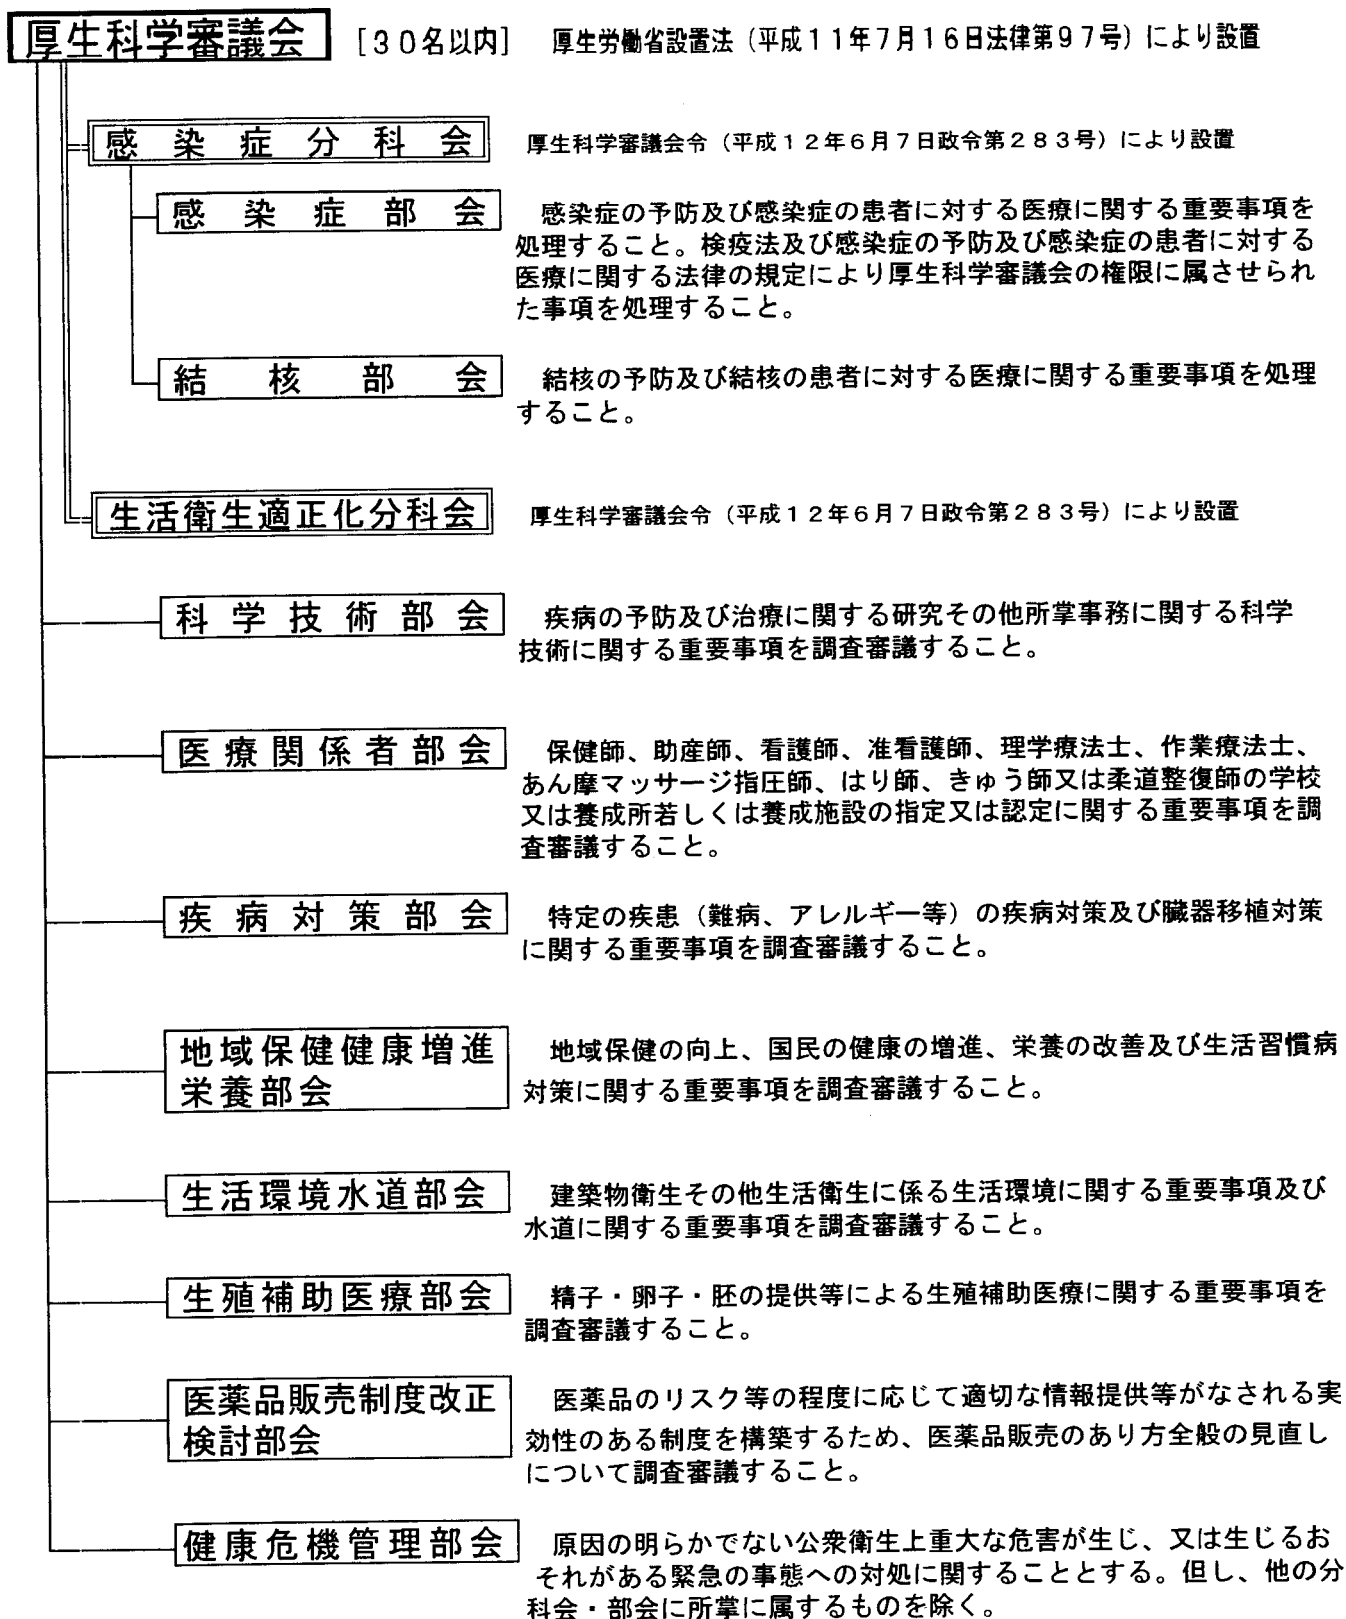 厚生科学審議会 [30名以内] 厚生労働省設置法（平成11年7月16日法律第97号）により設置
感染症分科会 厚生科学審議会令（平成12年6月7日政令第283号）により設置
感染症部会 感染症の予防及び感染症の患者に対する医療に関する重要事項を
処理すること。検疫法及び感染症の予防及び感染症の患者に対する
医療に関する法律の規定により厚生科学審議会の権限に属させられ
た事項を処理すること。
結核部会 結核の予防及び結核の患者に対する医療に関する重要事項を処理
すること。
生活衛生適正化分科会 厚生科学審議会令（平成12年6月7日政令第283号）により設置
科学技術部会 疾病の予防及び治療に関する研究その他所掌事務に関する科学
技術に関する重要事項を調査審議すること。
医療関係者部会 保健師、助産師、看護師、准看護師、理学療法士、作業療法士、
あん摩マッサージ指圧師、はり師、きゅう師又は柔道整復師の学校
又は養成所若しくは養成施設の指定又は認定に関する重要事項を調
査審議すること。
疾病対策部会 特定の疾患（難病、アレルギー等）の疾病対策及び臓器移植対策
に関する重要事項を調査審議すること。
地域保健健康増進 地域保健の向上、国民の健康の増進、栄養の改善及び生活習慣病
栄養部会 対策に関する重要事項を調査審議すること。
生活環境水道部会 建築物衛生その他生活衛生に係る生活環境に関する重要事項及び
水道に関する重要事項を調査審議すること。
生殖補助医療部会 精子・卵子・胚の提供等による生殖補助医療に関する重要事項を
調査審議すること。
医薬品販売制度改正 医薬品のリスク等の程度に応じて適切な情報提供等がなされる実
検討部会 効性のある制度を構築するため、医薬品販売のあり方全般の見直し
について調査審議すること。
健康危機管理部会 原因の明らかでない公衆衛生上重大な危害が生じ、又は生じるお
それがある緊急の事態への対処に関することとする。但し、他の分
科会・部会に所掌に属するものを除く。